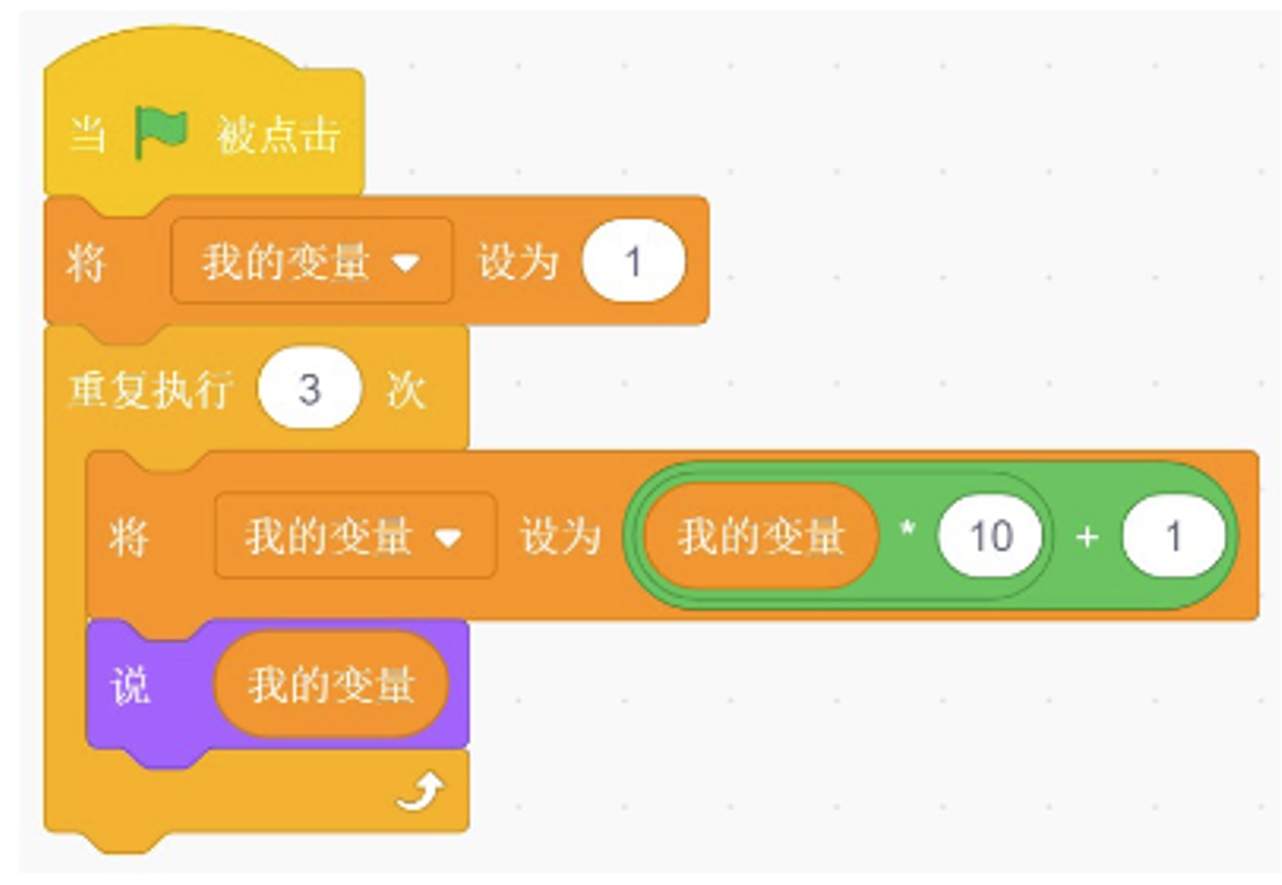 当 被点击
将 我的变量 设为 1
重复执行 3 次
将 我的变量 设为 我的变量 * 10 + 1
说 我的变量